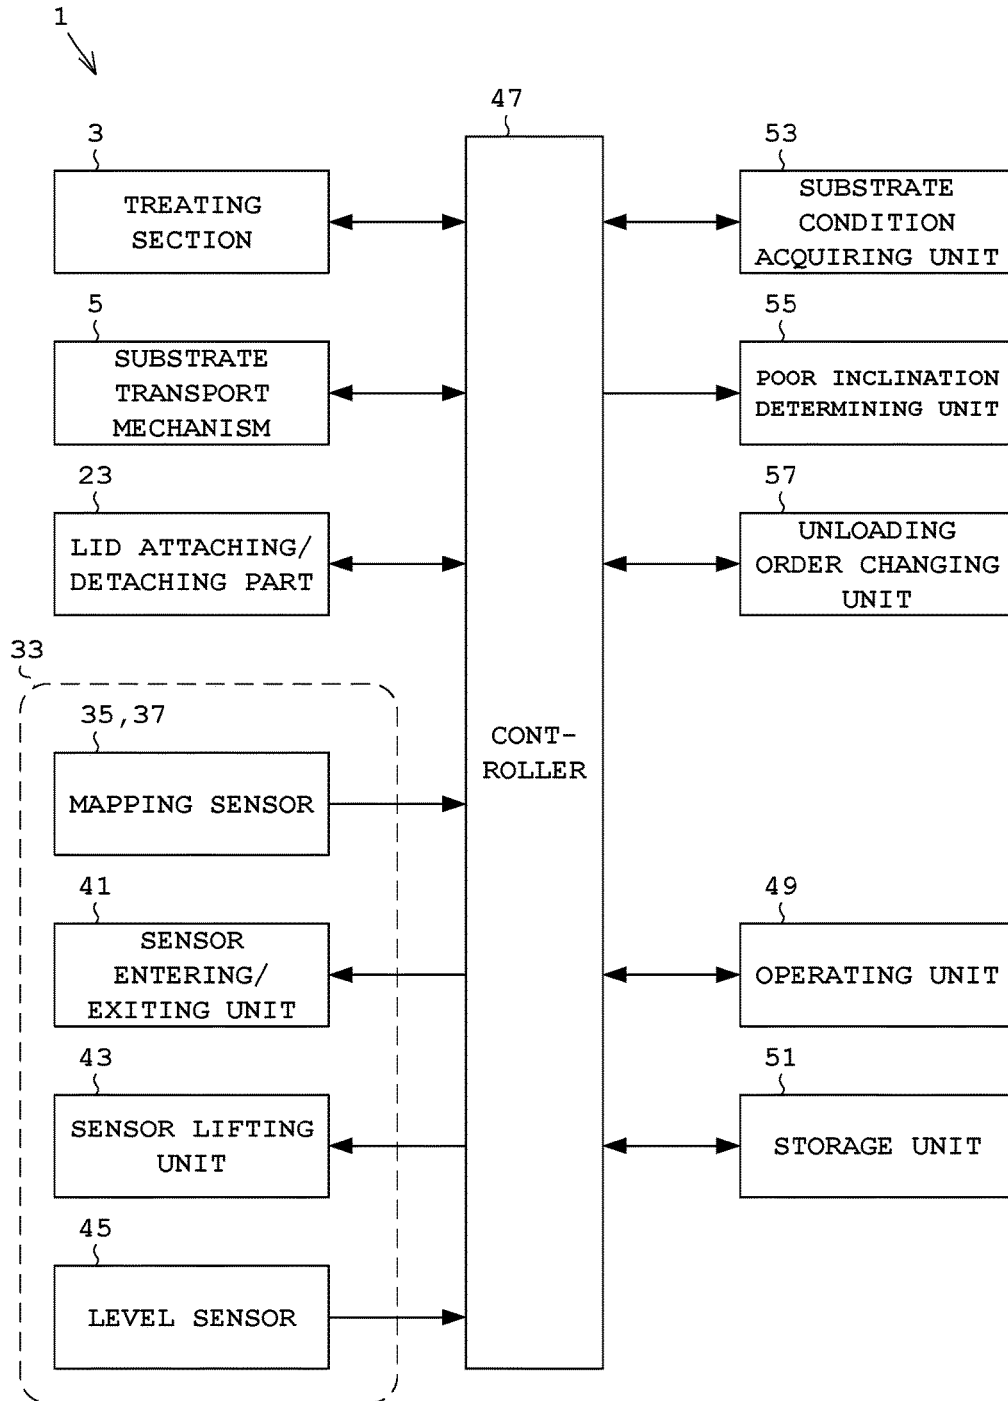 1
47
3
TREATING
SECTION
5
SUBSTRATE
TRANSPORT
MECHANISM
23
LID ATTACHING/
DETACHING PART
33
35,37
MAPPING SENSOR
41
SENSOR
ENTERING/
EXITING UNIT
43
SENSOR LIFTING
UNIT
45
LEVEL SENSOR
CONT-
ROLLER
53
SUBSTRATE
CONDITION
ACQUIRING UNIT
55
POOR INCLINATION
DETERMINING UNIT
57
UNLOADING
ORDER CHANGING
UNIT
49
OPERATING UNIT
51
STORAGE UNIT